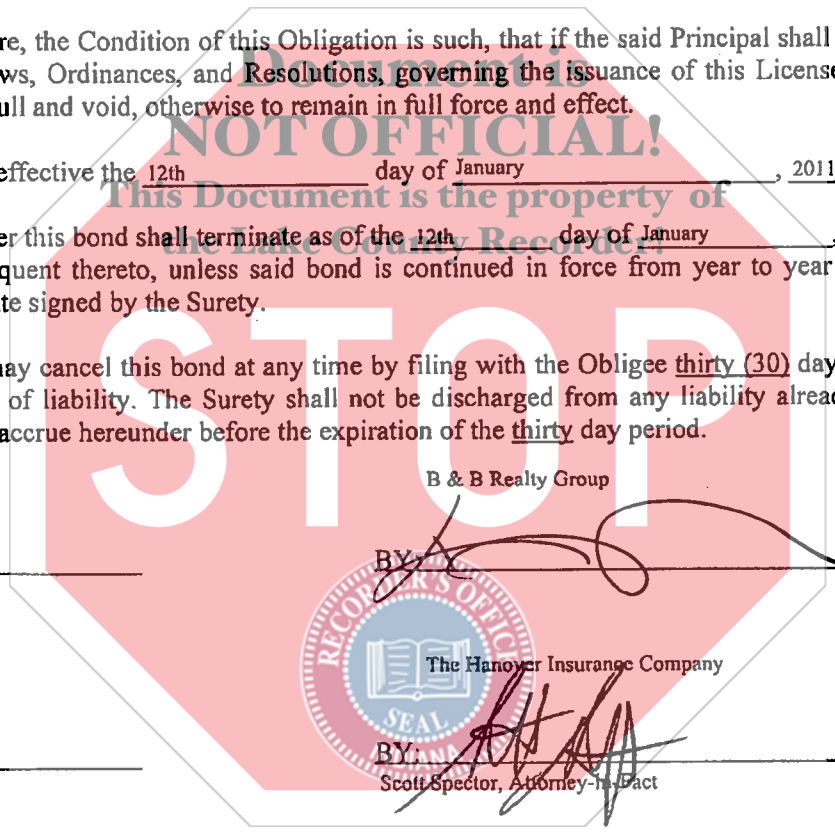 re, the Condition of this Obligation is such, that if the said Principal shall
ws, Ordinances, and Resolutions, governing the issuance of this License
ull and void, otherwise to remain in full force and effect.
Document is
NOT OFFICIAL!
This Document is the property of
the Lake County Recorder!
effective the 12th day of January, 2011
er this bond shall terminate as of the 12th day of January,
quent thereto, unless said bond is continued in force from year to year
te signed by the Surety.
STOP
nay cancel this bond at any time by filing with the Obligee thirty (30) day
of liability. The Surety shall not be discharged from any liability alread
accrue hereunder before the expiration of the thirty day period.
B & B Realty Group
BY:
RECORDER'S OFFICE
SEAL
INDIANA
The Hanover Insurance Company
BY:
Scott Spector, Attorney-In-Fact